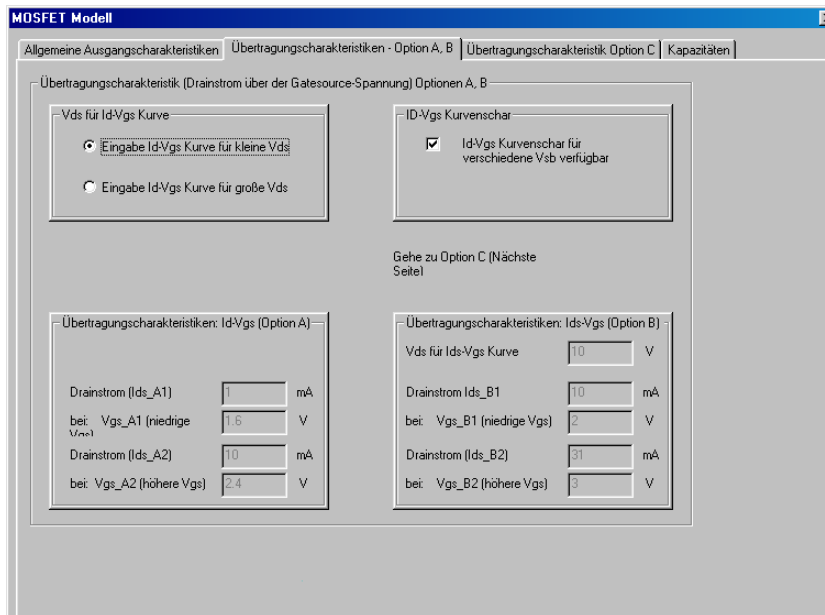 MOSFET Modell
Allgemeine Ausgangscharakteristiken
Übertragungscharakteristiken - Option A, B
Übertragungscharakteristik Option C
Kapazitäten
Übertragungscharakteristik (Drainstrom über der Gatesource-Spannung) Optionen A, B
Vds für Id-Vgs Kurve
Eingabe Id-Vgs Kurve für kleine Vds
Eingabe Id-Vgs Kurve für große Vds
ID-Vgs Kurvenschar
Id-Vgs Kurvenschar für
verschiedene Vsb verfügbar
Gehe zu Option C (Nächste
Seite)
Übertragungscharakteristiken: Id-Vgs (Option A)
Drainstrom (Ids_A1) 1 mA
bei: Vgs_A1 (niedrige 1.6 V
Vgs)
Drainstrom (Ids_A2) 10 mA
bei: Vgs_A2 (höhere Vgs) 2.4 V
Übertragungscharakteristiken: Ids-Vgs (Option B)
Vds für Ids-Vgs Kurve 10 V
Drainstrom Ids_B1 10 mA
bei: Vgs_B1 (niedrige Vgs) 2 V
Drainstrom (Ids_B2) 31 mA
bei: Vgs_B2 (höhere Vgs) 3 V